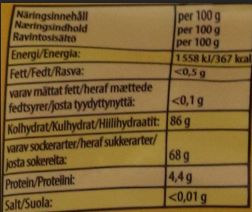 Näringsinnehåll per 100 g
Næringsindhold per 100 g
Ravintosisältö per 100 g
Energi/Energia: 1 558 kJ/367 kcal
Fett/Fedt/Rasva: <0,5 g
varav mättat fett/heraf mættede
fedtsyrer/josta tyydyttynyttä: <0,1 g
Kolhydrat/Kulhydrat/Hiilihydraatit: 86 g
varav sockerarter/heraf sukkerarter/
josta sokereita: 68 g
Protein/Proteiini: 4,4 g
Salt/Suola: <0,01 g